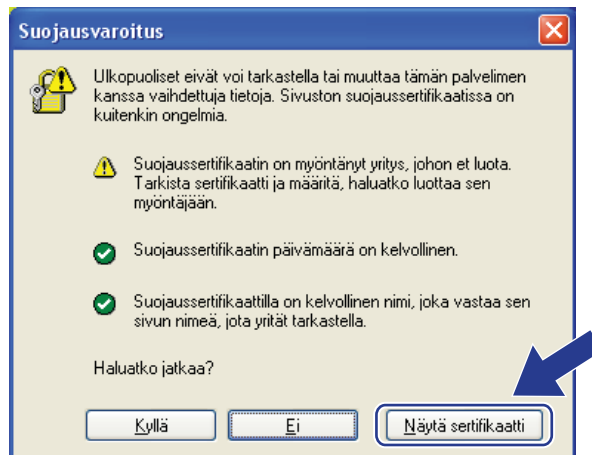 Suojausvaroitus
Ulkopuoliset eivät voi tarkastella tai muuttaa tämän palvelimen
kanssa vaihdettuja tietoja. Sivuston suojaussertifikaatissa on
kuitenkin ongelmia.
Suojaussertifikaatin on myöntänyt yritys, johon et luota.
Tarkista sertifikaatti ja määritä, haluatko luottaa sen
myöntäjään.
Suojaussertifikaatin päivämäärä on kelvollinen.
Suojaussertifikaattilla on kelvollinen nimi, joka vastaa sen
sivun nimeä, jota yrität tarkastella.
Haluatko jatkaa?
Kyllä Ei Näytä sertifikaatti